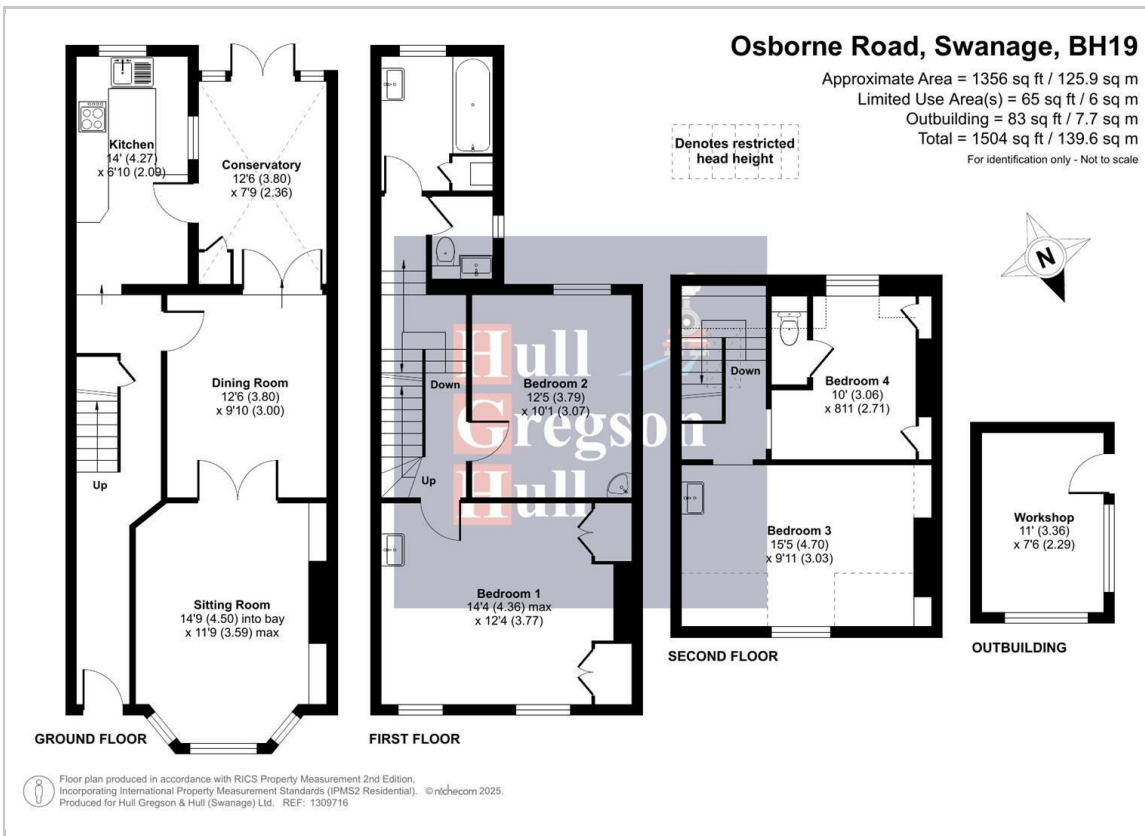 Osborne Road, Swanage, BH19
Approximate Area = 1356 sq ft / 125.9 sq m
Limited Use Area(s) = 65 sq ft / 6 sq m
Outbuilding = 83 sq ft / 7.7 sq m
Total = 1504 sq ft / 139.6 sq m
For identification only - Not to scale
Denotes restricted
head height
N
Kitchen
14' (4.27)
x 6'10 (2.09)
Conservatory
12'6 (3.80)
x 7'9 (2.36)
Dining Room
12'6 (3.80)
x 9'10 (3.00)
Up
Sitting Room
14'9 (4.50) into bay
x 11'9 (3.59) max
GROUND FLOOR
Hull
Gregson
Hull
Down
Bedroom 2
12'5 (3.79)
x 10'1 (3.07)
Up
Bedroom 1
14'4 (4.36) max
x 12'4 (3.77)
FIRST FLOOR
Down
Bedroom 4
10' (3.06)
x 811 (2.71)
Bedroom 3
15'5 (4.70)
x 9'11 (3.03)
SECOND FLOOR
Workshop
11' (3.36)
x 7'6 (2.29)
OUTBUILDING
Floor plan produced in accordance with RICS Property Measurement 2nd Edition,
Incorporating International Property Measurement Standards (IPMS2 Residential). © nichecom 2025.
Produced for Hull Gregson & Hull (Swanage) Ltd. REF: 1309716